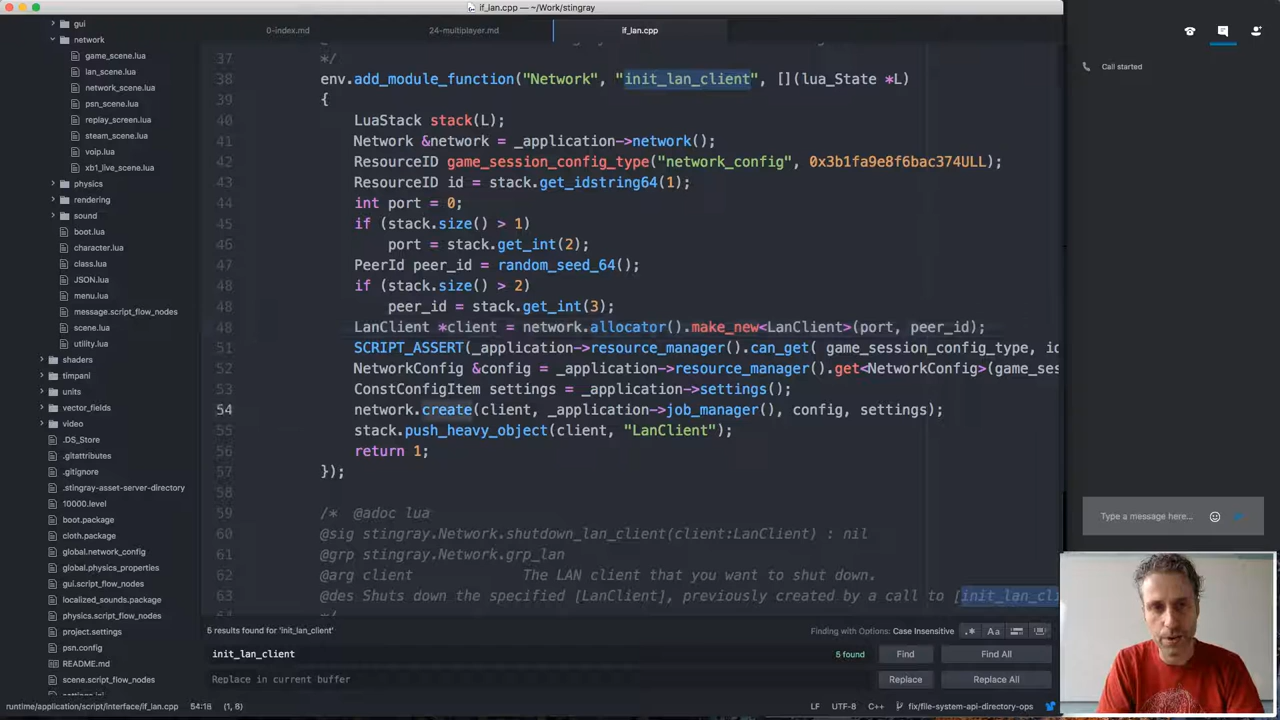 if_lan.cpp — ~/Work/stingray
gui
network
game_scene.lua
lan_scene.lua
network_scene.lua
psn_scene.lua
replay_screen.lua
steam_scene.lua
voip.lua
xb1_live_scene.lua
physics
rendering
sound
boot.lua
character.lua
class.lua
JSON.lua
menu.lua
message.script_flow_nodes
scene.lua
utility.lua
shaders
timpani
units
vector_fields
video
.DS_Store
.gitattributes
.gitignore
.stingray-asset-server-directory
10000.level
boot.package
cloth.package
global.network_config
global.physics_properties
gui.script_flow_nodes
localized_sounds.package
physics.script_flow_nodes
project.settings
psn.config
README.md
scene.script_flow_nodes
0-index.md 24-multiplayer.md if_lan.cpp
37 */
38 env.add_module_function("Network", "init_lan_client", [](lua_State *L)
39 {
40 LuaStack stack(L);
41 Network &network = _application->network();
42 ResourceID game_session_config_type("network_config", 0x3b1fa9e8f6bac374ULL);
43 ResourceID id = stack.get_idstring64(1);
44 int port = 0;
45 if (stack.size() > 1)
46 port = stack.get_int(2);
47 PeerId peer_id = random_seed_64();
48 if (stack.size() > 2)
48 peer_id = stack.get_int(3);
48 LanClient *client = network.allocator().make_new<LanClient>(port, peer_id);
51 SCRIPT_ASSERT(_application->resource_manager().can_get( game_session_config_type, id
52 NetworkConfig &config = _application->resource_manager().get<NetworkConfig>(game_ses
53 ConstConfigItem settings = _application->settings();
54 network.create(client, _application->job_manager(), config, settings);
55 stack.push_heavy_object(client, "LanClient");
56 return 1;
57 });
58
59 /* @adoc lua
60 @sig stingray.Network.shutdown_lan_client(client:LanClient) : nil
61 @grp stingray.Network.grp_lan
62 @arg client The LAN client that you want to shut down.
63 @des Shuts down the specified [LanClient], previously created by a call to [init_lan_cli
5 results found for 'init_lan_client' Finding with Options: Case Insensitive .* Aa
init_lan_client 5 found Find Find All
Replace in current buffer Replace Replace All
runtime/application/script/interface/if_lan.cpp 54:18 (1, 6) LF UTF-8 C++ fix/file-system-api-directory-ops
Call started
Type a message here...